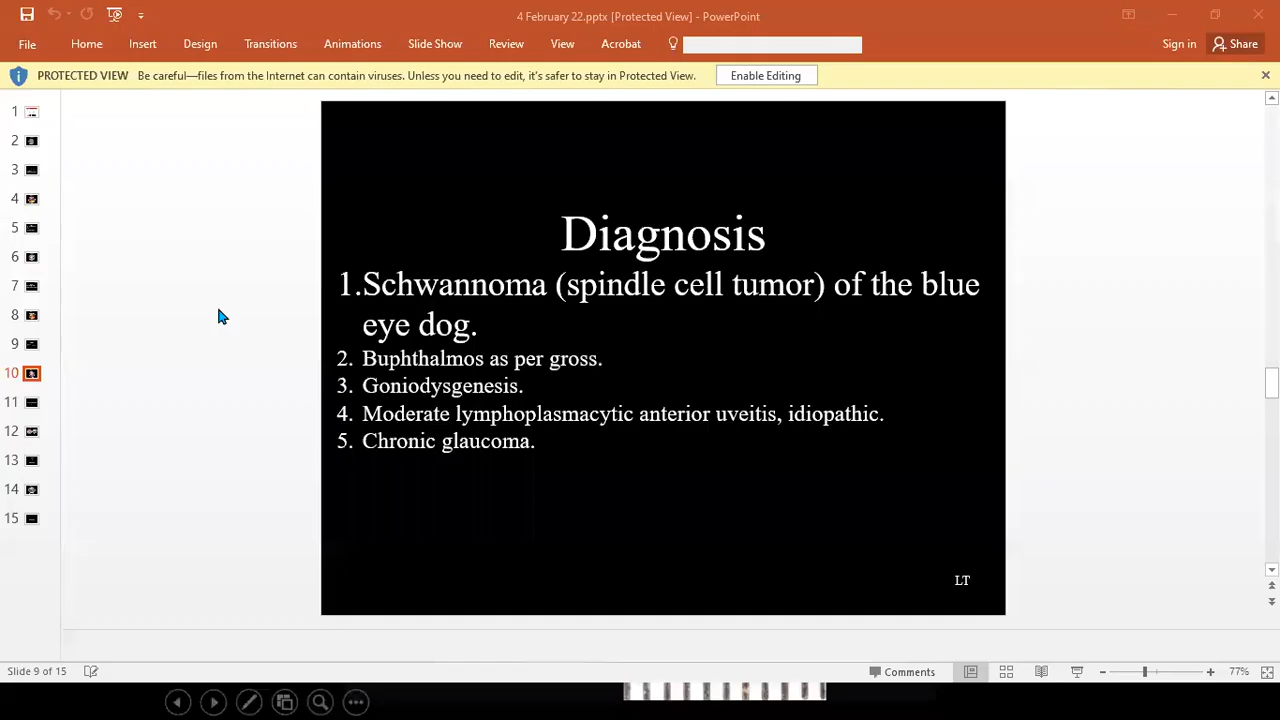 4 February 22.pptx [Protected View] - PowerPoint
File Home Insert Design Transitions Animations Slide Show Review View Acrobat Sign in Share
PROTECTED VIEW Be careful—files from the Internet can contain viruses. Unless you need to edit, it's safer to stay in Protected View. Enable Editing
1
2
3
4
5
6
7
8
9
10
11
12
13
14
15
Diagnosis
1.Schwannoma (spindle cell tumor) of the blue
eye dog.
2. Buphthalmos as per gross.
3. Goniodysgenesis.
4. Moderate lymphoplasmacytic anterior uveitis, idiopathic.
5. Chronic glaucoma.
LT
Slide 9 of 15 Comments 77%